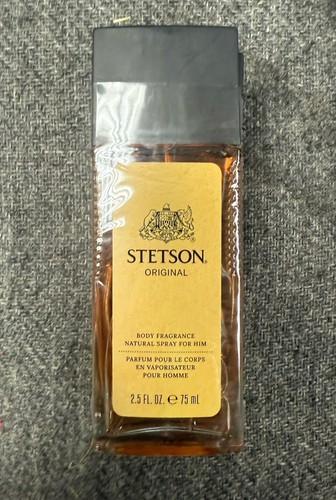 STETSON®
ORIGINAL
BODY FRAGRANCE
NATURAL SPRAY FOR HIM
PARFUM POUR LE CORPS
EN VAPORISATEUR
POUR HOMME
2.5 FL. OZ. ℮ 75 mL